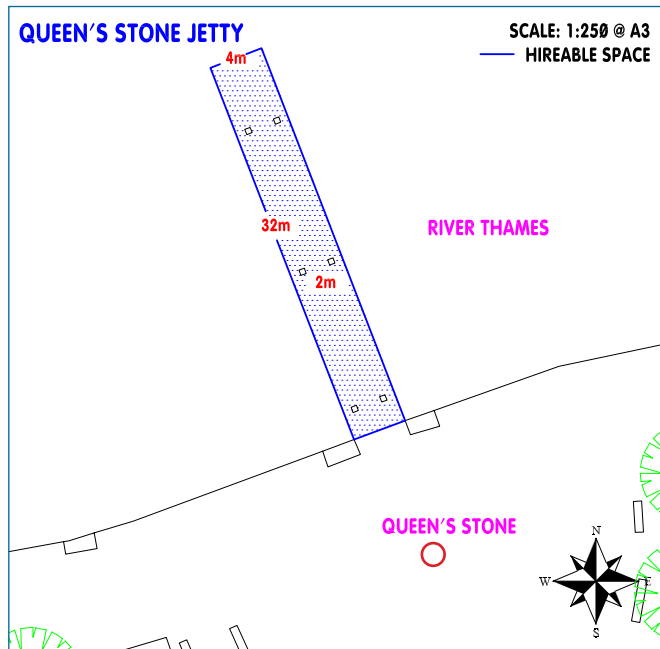 QUEEN'S STONE JETTY
SCALE: 1:250 @ A3
HIREABLE SPACE
4m
32m
RIVER THAMES
2m
QUEEN'S STONE
N
W
E
S